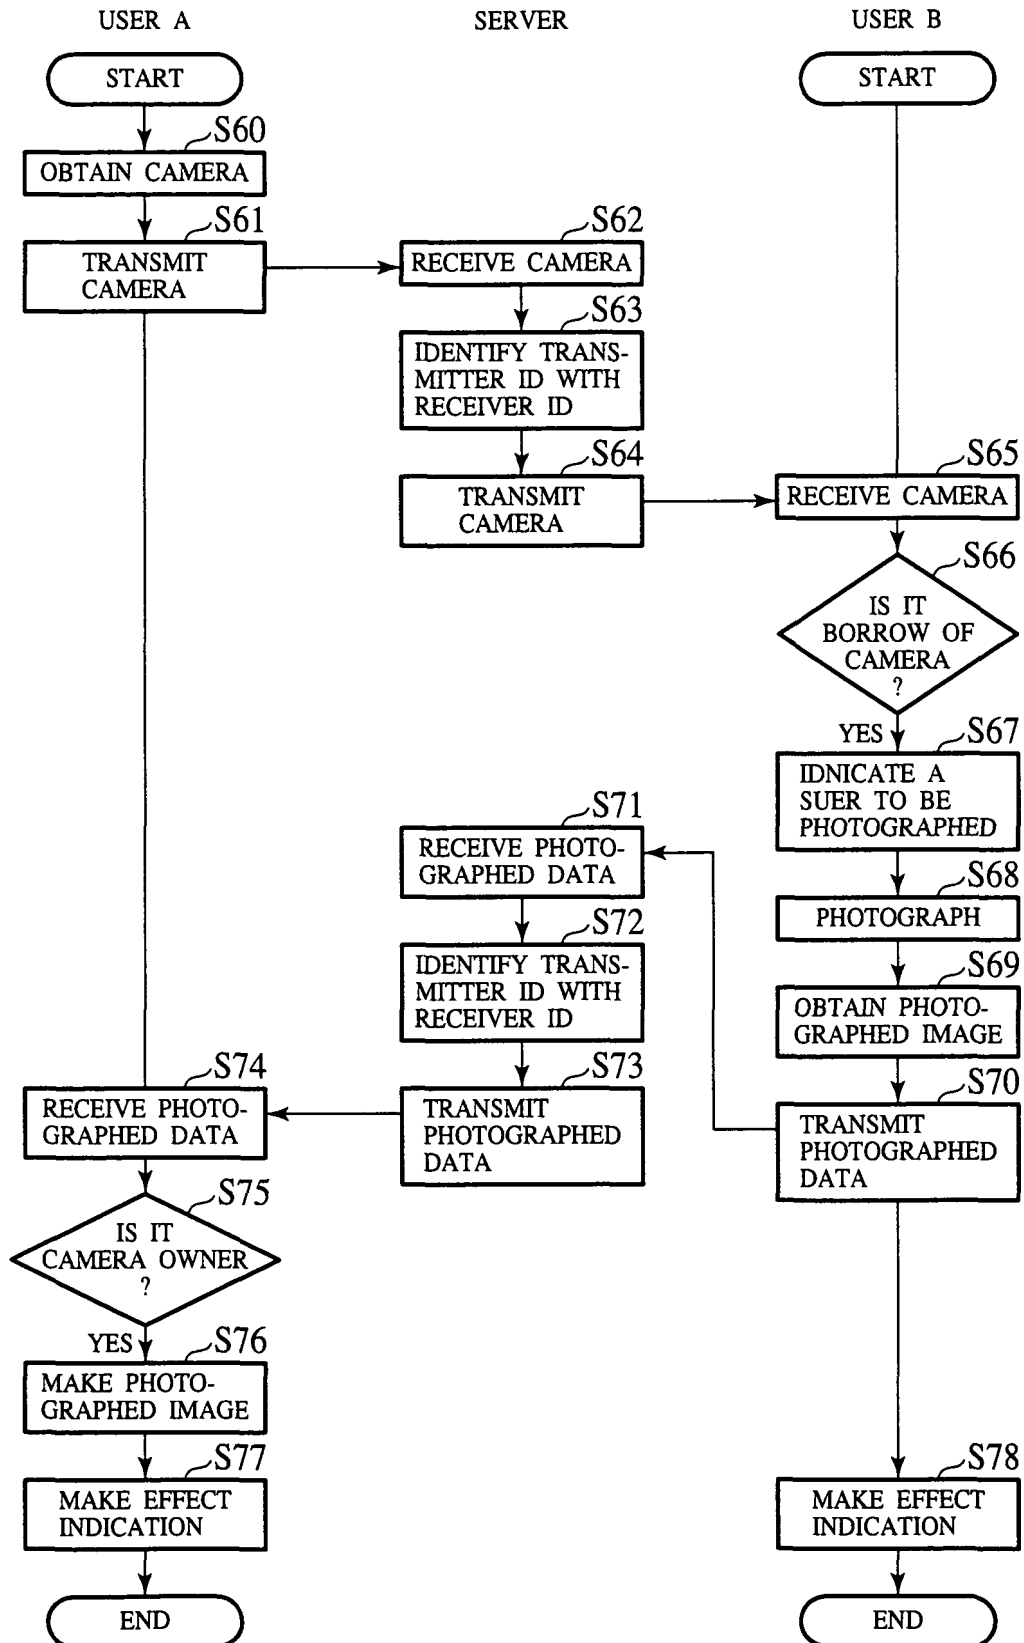 USER A
SERVER
USER B
START
START
S60
OBTAIN CAMERA
S61
TRANSMIT
CAMERA
S62
RECEIVE CAMERA
S63
IDENTIFY TRANS-
MITTER ID WITH
RECEIVER ID
S64
TRANSMIT
CAMERA
S65
RECEIVE CAMERA
S66
IS IT
BORROW OF
CAMERA
?
YES
S67
IDNICATE A
SUER TO BE
PHOTOGRAPHED
S68
PHOTOGRAPH
S69
OBTAIN PHOTO-
GRAPHED IMAGE
S70
TRANSMIT
PHOTOGRAPHED
DATA
S71
RECEIVE PHOTO-
GRAPHED DATA
S72
IDENTIFY TRANS-
MITTER ID WITH
RECEIVER ID
S73
TRANSMIT
PHOTOGRAPHED
DATA
S74
RECEIVE PHOTO-
GRAPHED DATA
S75
IS IT
CAMERA OWNER
?
YES
S76
MAKE PHOTO-
GRAPHED IMAGE
S77
MAKE EFFECT
INDICATION
S78
MAKE EFFECT
INDICATION
END
END